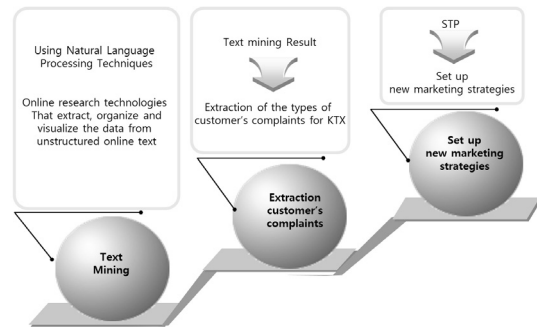 Using Natural Language
Processing Techniques
Online research technologies
That extract, organize and
visualize the data from
unstructured online text
Text mining Result
Extraction of the types of
customer's complaints for KTX
STP
Set up
new marketing strategies
Text
Mining
Extraction
customer's
complaints
Set up
new marketing
strategies